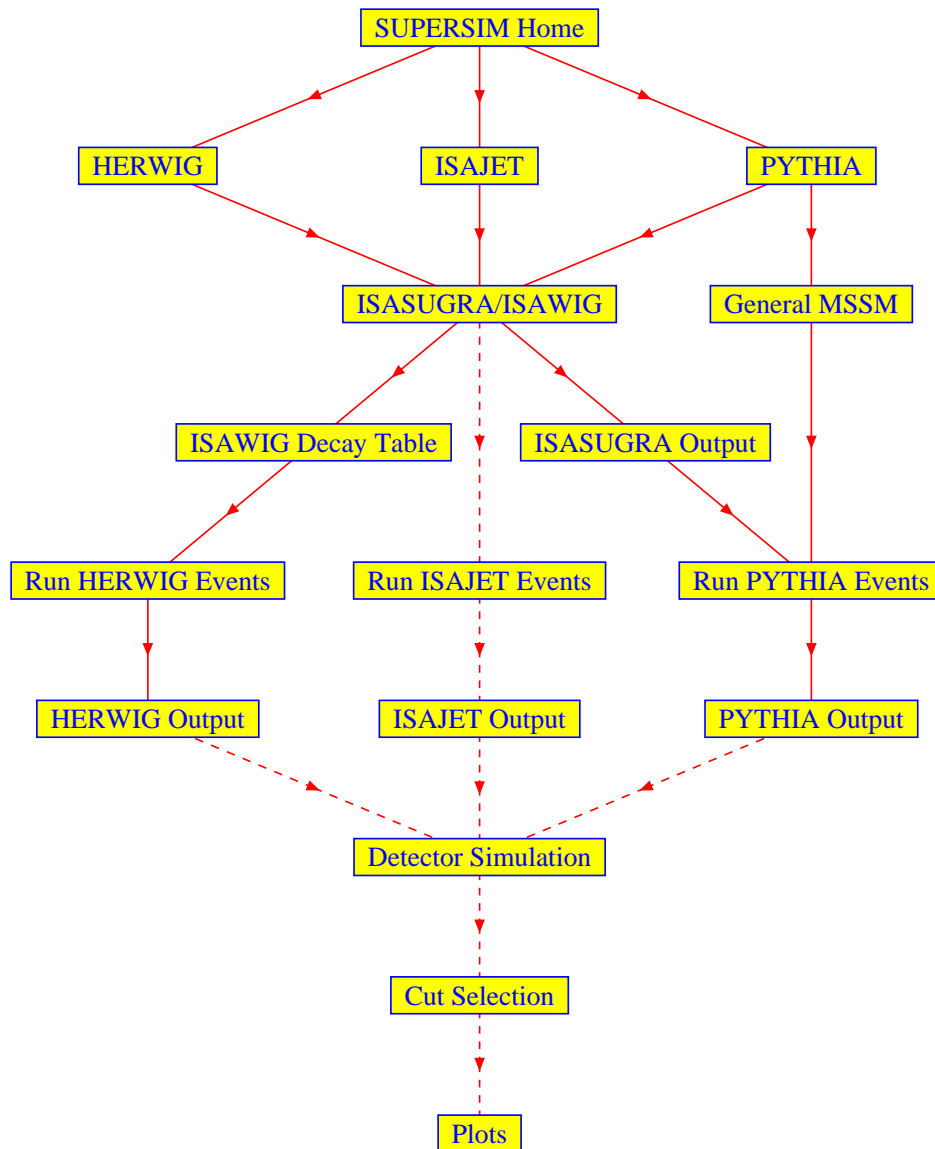 SUPERSIM Home
HERWIG
ISAJET
PYTHIA
ISASUGRA/ISAWIG
General MSSM
ISAWIG Decay Table
ISASUGRA Output
Run HERWIG Events
Run ISAJET Events
Run PYTHIA Events
HERWIG Output
ISAJET Output
PYTHIA Output
Detector Simulation
Cut Selection
Plots